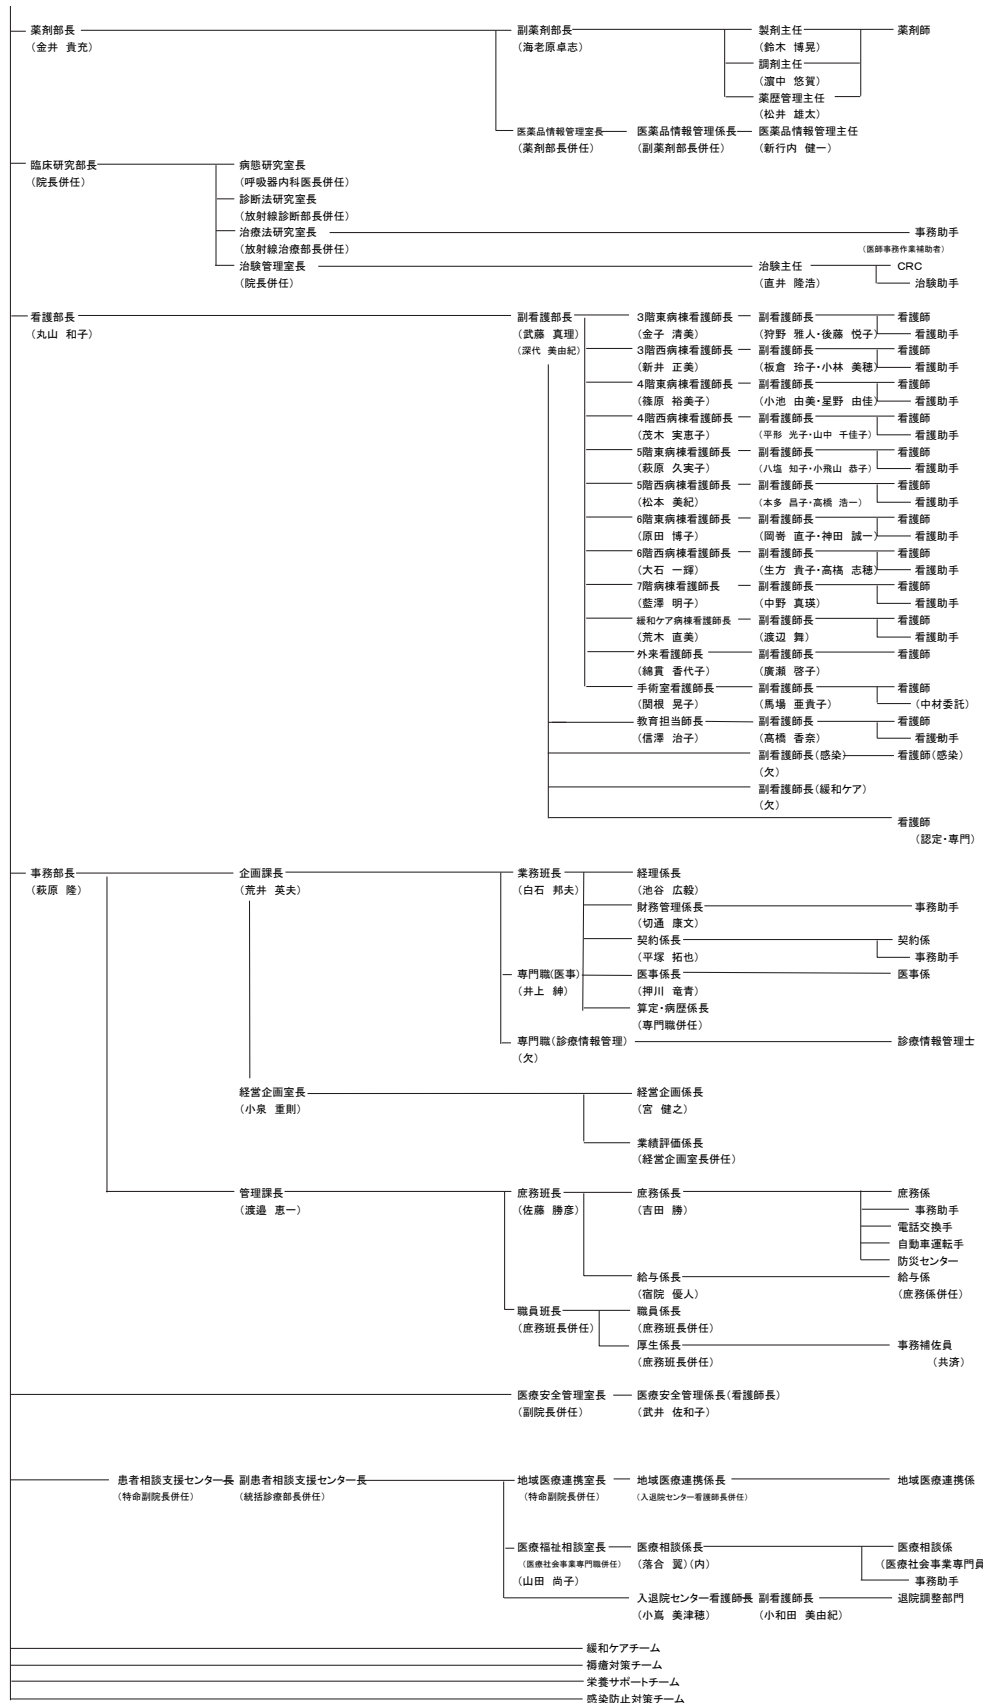 薬剤部長 副薬剤部長 製剤主任 薬剤師
(金井 貴充) (海老原卓志) (鈴木 博晃)
調剤主任
(濵中 悠賀)
薬歴管理主任
(松井 雄太)
医薬品情報管理室長 医薬品情報管理係長 医薬品情報管理主任
(薬剤部長併任) (副薬剤部長併任) (新行内 健一)
臨床研究部長 病態研究室長
(院長併任) (呼吸器内科医長併任)
診断法研究室長
(放射線診断部長併任)
治療法研究室長 事務助手
(放射線治療部長併任) (医師事務作業補助者)
治験管理室長 治験主任 CRC
(院長併任) (直井 隆浩) 治験助手
看護部長 副看護部長 3階東病棟看護師長 副看護師長 看護師
(丸山 和子) (武藤 真理) (金子 清美) (狩野 雅人・後藤 悦子) 看護助手
(深代 美由紀) 3階西病棟看護師長 副看護師長 看護師
(新井 正美) (板倉 玲子・小林 美穂) 看護助手
4階東病棟看護師長 副看護師長 看護師
(篠原 裕美子) (小池 由美・星野 由佳) 看護助手
4階西病棟看護師長 副看護師長 看護師
(茂木 実恵子) (平形 光子・山中 千佳子) 看護助手
5階東病棟看護師長 副看護師長 看護師
(萩原 久実子) (八塩 知子・小飛山 恭子) 看護助手
5階西病棟看護師長 副看護師長 看護師
(松本 美紀) (本多 昌子・高橋 浩一) 看護助手
6階東病棟看護師長 副看護師長 看護師
(原田 博子) (岡嵜 直子・神田 誠一) 看護助手
6階西病棟看護師長 副看護師長 看護師
(大石 一輝) (生方 貴子・高橋 志穂) 看護助手
7階病棟看護師長 副看護師長 看護師
(藍澤 明子) (中野 真瑛) 看護助手
緩和ケア病棟看護師長 副看護師長 看護師
(荒木 直美) (渡辺 舞) 看護助手
外来看護師長 副看護師長 看護師
(綿貫 香代子) (廣瀬 啓子)
手術室看護師長 副看護師長 看護師
(関根 晃子) (馬場 亜貴子) (中材委託)
教育担当師長 副看護師長 看護師
(信澤 治子) (髙橋 香奈) 看護助手
副看護師長(感染) 看護師(感染)
(欠)
副看護師長(緩和ケア)
(欠)
看護師
(認定・専門)
事務部長 企画課長 業務班長 経理係長
(萩原 隆) (荒井 英夫) (白石 邦夫) (池谷 広毅)
財務管理係長 事務助手
(切通 康文)
契約係長 契約係
(平塚 拓也) 事務助手
専門職(医事) 医事係長 医事係
(井上 紳) (押川 竜青)
算定・病歴係長
(専門職併任)
専門職(診療情報管理) 診療情報管理士
(欠)
経営企画室長 経営企画係長
(小泉 重則) (宮 健之)
業績評価係長
(経営企画室長併任)
管理課長 庶務班長 庶務係長 庶務係
(渡邉 恵一) (佐藤 勝彦) (吉田 勝) 事務助手
電話交換手
自動車運転手
防災センター
給与係長 給与係
(宿院 優人) (庶務係併任)
職員班長 職員係長
(庶務班長併任) (庶務班長併任)
厚生係長 事務補佐員
(庶務班長併任) (共済)
医療安全管理室長 医療安全管理係長(看護師長)
(副院長併任) (武井 佐和子)
患者相談支援センター長 副患者相談支援センター長 地域医療連携室長 地域医療連携係長 地域医療連携係
(特命副院長併任) (統括診療部長併任) (特命副院長併任) (入退院センター看護師長併任)
医療福祉相談室長 医療相談係長 医療相談係
(医療社会事業専門職併任) (落合 翼)(内) (医療社会事業専門員
(山田 尚子) 事務助手
入退院センター看護師長 副看護師長 退院調整部門
(小嶌 美津穂) (小和田 美由紀)
緩和ケアチーム
褥瘡対策チーム
栄養サポートチーム
感染防止対策チーム